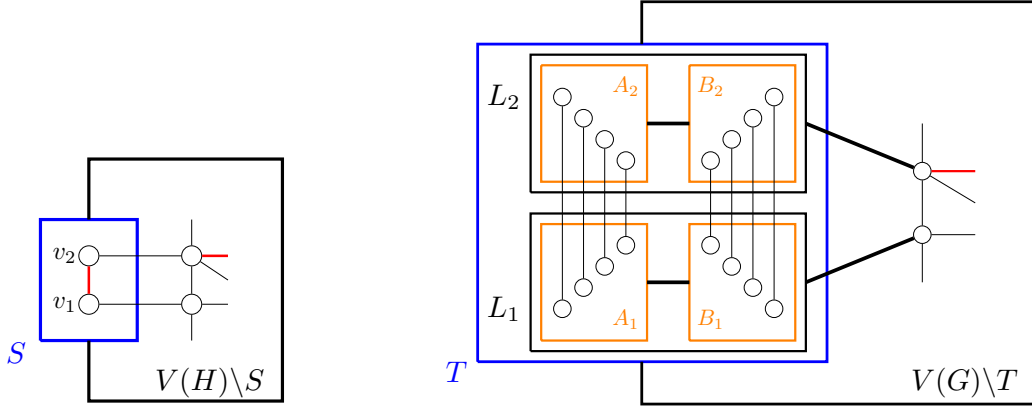 v₂
v₁
S
V(H)\S
L₂
A₂
B₂
L₁
A₁
B₁
T
V(G)\T